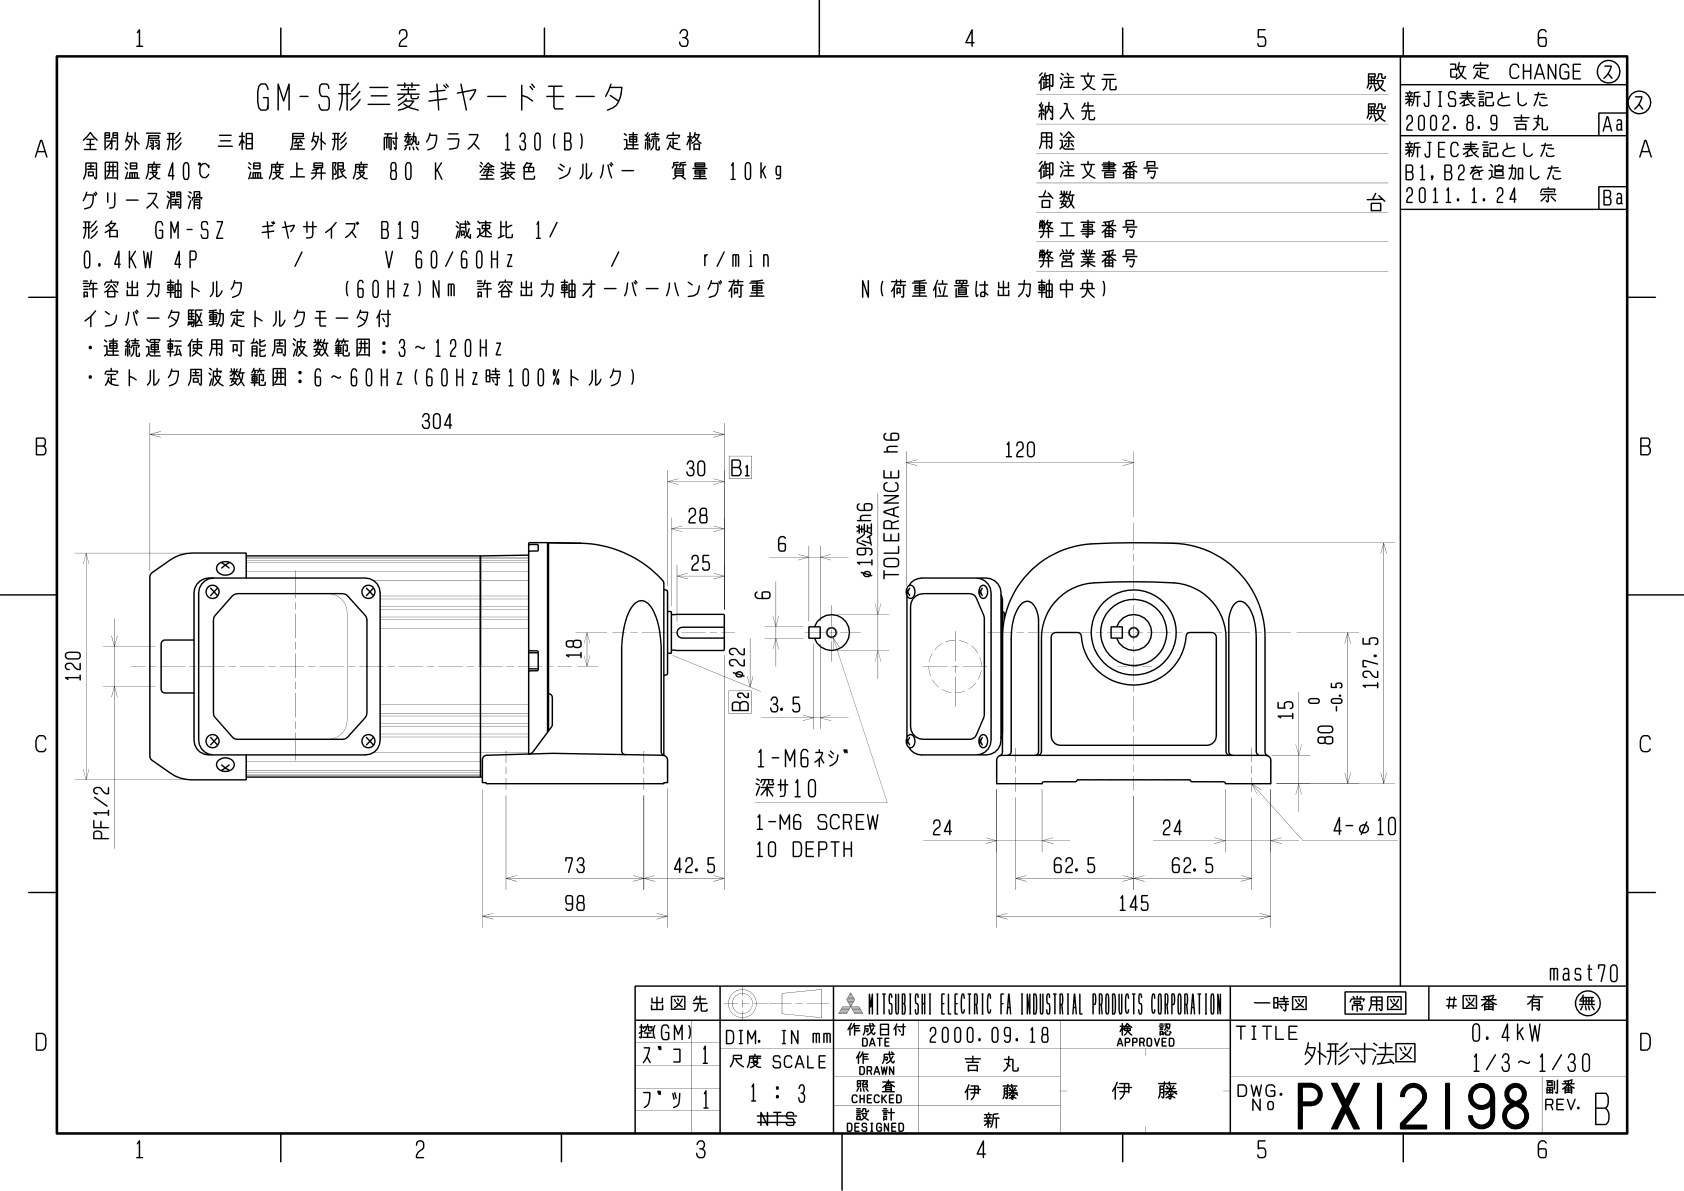 1 2 3 4 5 6
A
B
C
D
GM-S形三菱ギヤードモータ
全閉外扇形 三相 屋外形 耐熱クラス 130(B) 連続定格
周囲温度40℃ 温度上昇限度 80 K 塗装色 シルバー 質量 10kg
グリース潤滑
形名 GM-SZ ギヤサイズ B19 減速比 1/
0.4KW 4P / V 60/60Hz / r/min
許容出力軸トルク (60Hz)Nm 許容出力軸オーバーハング荷重 N(荷重位置は出力軸中央)
インバータ駆動定トルクモータ付
・連続運転使用可能周波数範囲：3~120Hz
・定トルク周波数範囲：6~60Hz(60Hz時100%トルク)
御注文元 殿
納入先 殿
用途
御注文書番号
台数 台
弊工事番号
弊営業番号
改定 CHANGE ス
新JIS表記とした
2002.8.9 吉丸 Aa
ス
新JEC表記とした
B1,B2を追加した
2011.1.24 宗 Ba
A
B
C
D
304
30 B1
28
25
18
120
PF1/2
φ22
B2
73
42.5
98
6
6
3.5
φ19公差h6
TOLERANCE h6
1-M6ネジ
深サ10
1-M6 SCREW
10 DEPTH
120
127.5
15
80 0 -0.5
24
24
4-φ10
62.5
62.5
145
mast70
出図先
控(GM)
スﾞコ 1
フﾞツ 1
DIM. IN mm
尺度 SCALE
1 : 3
NTS
MITSUBISHI ELECTRIC FA INDUSTRIAL PRODUCTS CORPORATION
作成日付 DATE 2000.09.18
作成 DRAWN 吉丸
照査 CHECKED 伊藤
設計 DESIGNED 新
検認 APPROVED
伊藤
一時図 常用図 #図番 有 無
TITLE 0.4kW
外形寸法図 1/3~1/30
DWG. No PX12198
副番 REV. B
1 2 3 4 5 6